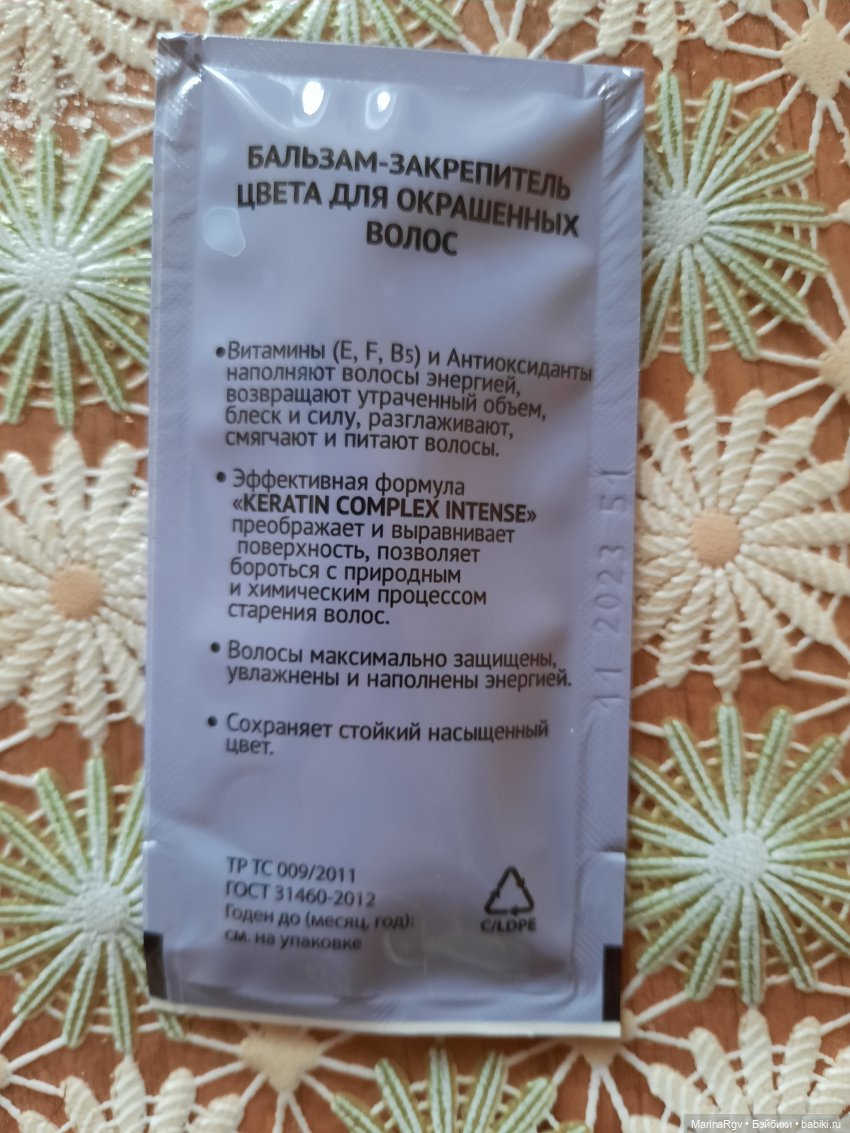 БАЛЬЗАМ-ЗАКРЕПИТЕЛЬ
ЦВЕТА ДЛЯ ОКРАШЕННЫХ
ВОЛОС
•Витамины (E, F, B5) и Антиоксиданты
наполняют волосы энергией,
возвращают утраченный объем,
блеск и силу, разглаживают,
смягчают и питают волосы.
• Эффективная формула
«KERATIN COMPLEX INTENSE»
преображает и выравнивает
поверхность, позволяет
бороться с природным
и химическим процессом
старения волос.
• Волосы максимально защищены,
увлажнены и наполнены энергией.
• Сохраняет стойкий насыщенный
цвет.
ТР ТС 009/2011
ГОСТ 31460-2012
Годен до (месяц, год):
см. на упаковке
C/LDPE
11 2023 51
MarinaRgv • Бэйбики • babiki.ru